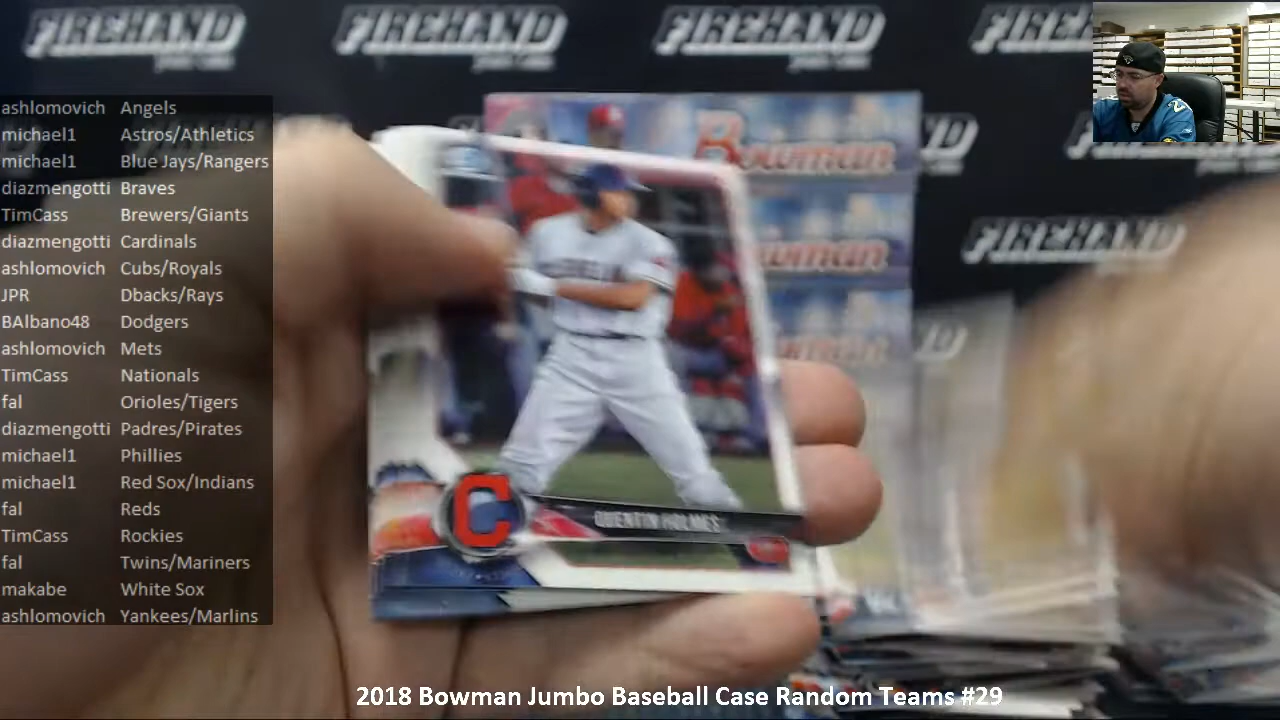 FIREHAND FIREHAND FIREHAND FIREHAND
ashlomovich Angels
michael1 Astros/Athletics
michael1 Blue Jays/Rangers
diazmengotti Braves
TimCass Brewers/Giants
diazmengotti Cardinals
ashlomovich Cubs/Royals
JPR Dbacks/Rays
BAlbano48 Dodgers
ashlomovich Mets
TimCass Nationals
fal Orioles/Tigers
diazmengotti Padres/Pirates
michael1 Phillies
michael1 Red Sox/Indians
fal Reds
TimCass Rockies
fal Twins/Mariners
makabe White Sox
ashlomovich Yankees/Marlins
Bowman
Bowman
FIREHAND
C
QUENTIN HOLMES
2018 Bowman Jumbo Baseball Case Random Teams #29